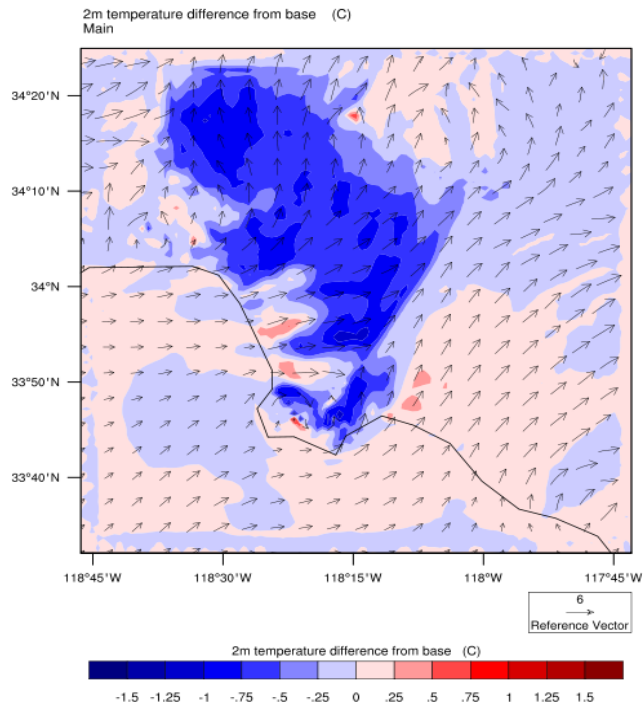 2m temperature difference from base (C)
Main
34°20'N
34°10'N
34°N
33°50'N
33°40'N
118°45'W 118°30'W 118°15'W 118°W 117°45'W
6
Reference Vector
2m temperature difference from base (C)
-1.5 -1.25 -1 -.75 -.5 -.25 0 .25 .5 .75 1 1.25 1.5